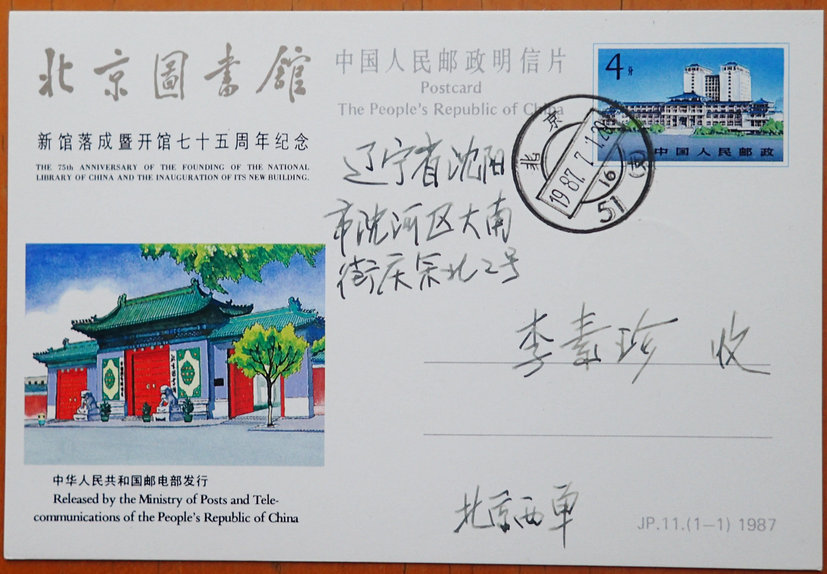 北京圖書館
新馆落成暨开馆七十五周年纪念
THE 75th ANNIVERSARY OF THE FOUNDING OF THE NATIONAL
LIBRARY OF CHINA AND THE INAUGURATION OF ITS NEW BUILDING.
中国人民邮政明信片
Postcard
The People's Republic of China
4分
中国人民邮政
北京
1987.7.1.20
16
51
辽宁省沈阳
市沈河区大南
街庆余北2号
李素珍 收
北京西单
中华人民共和国邮电部发行
Released by the Ministry of Posts and Tele-
communications of the People's Republic of China
JP.11.(1-1) 1987